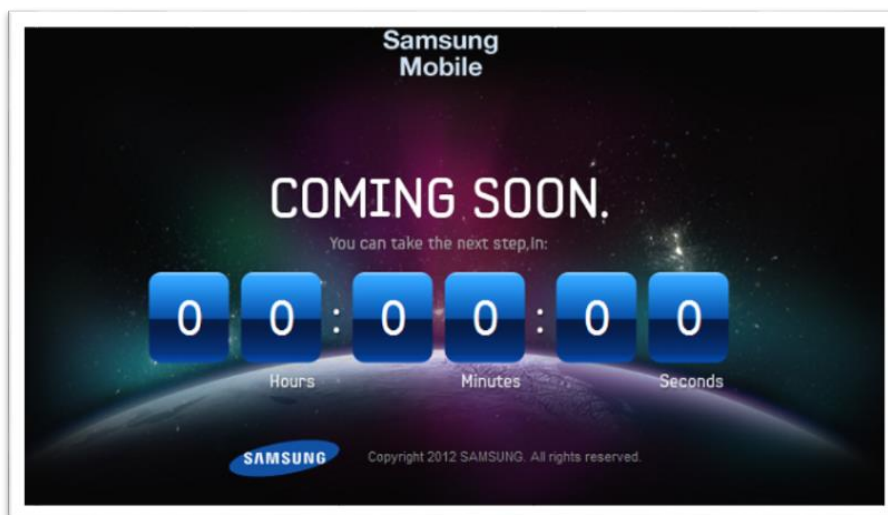 Samsung
Mobile
COMING SOON.
You can take the next step,In:
0 0 : 0 0 : 0 0
Hours Minutes Seconds
SAMSUNG Copyright 2012 SAMSUNG. All rights reserved.